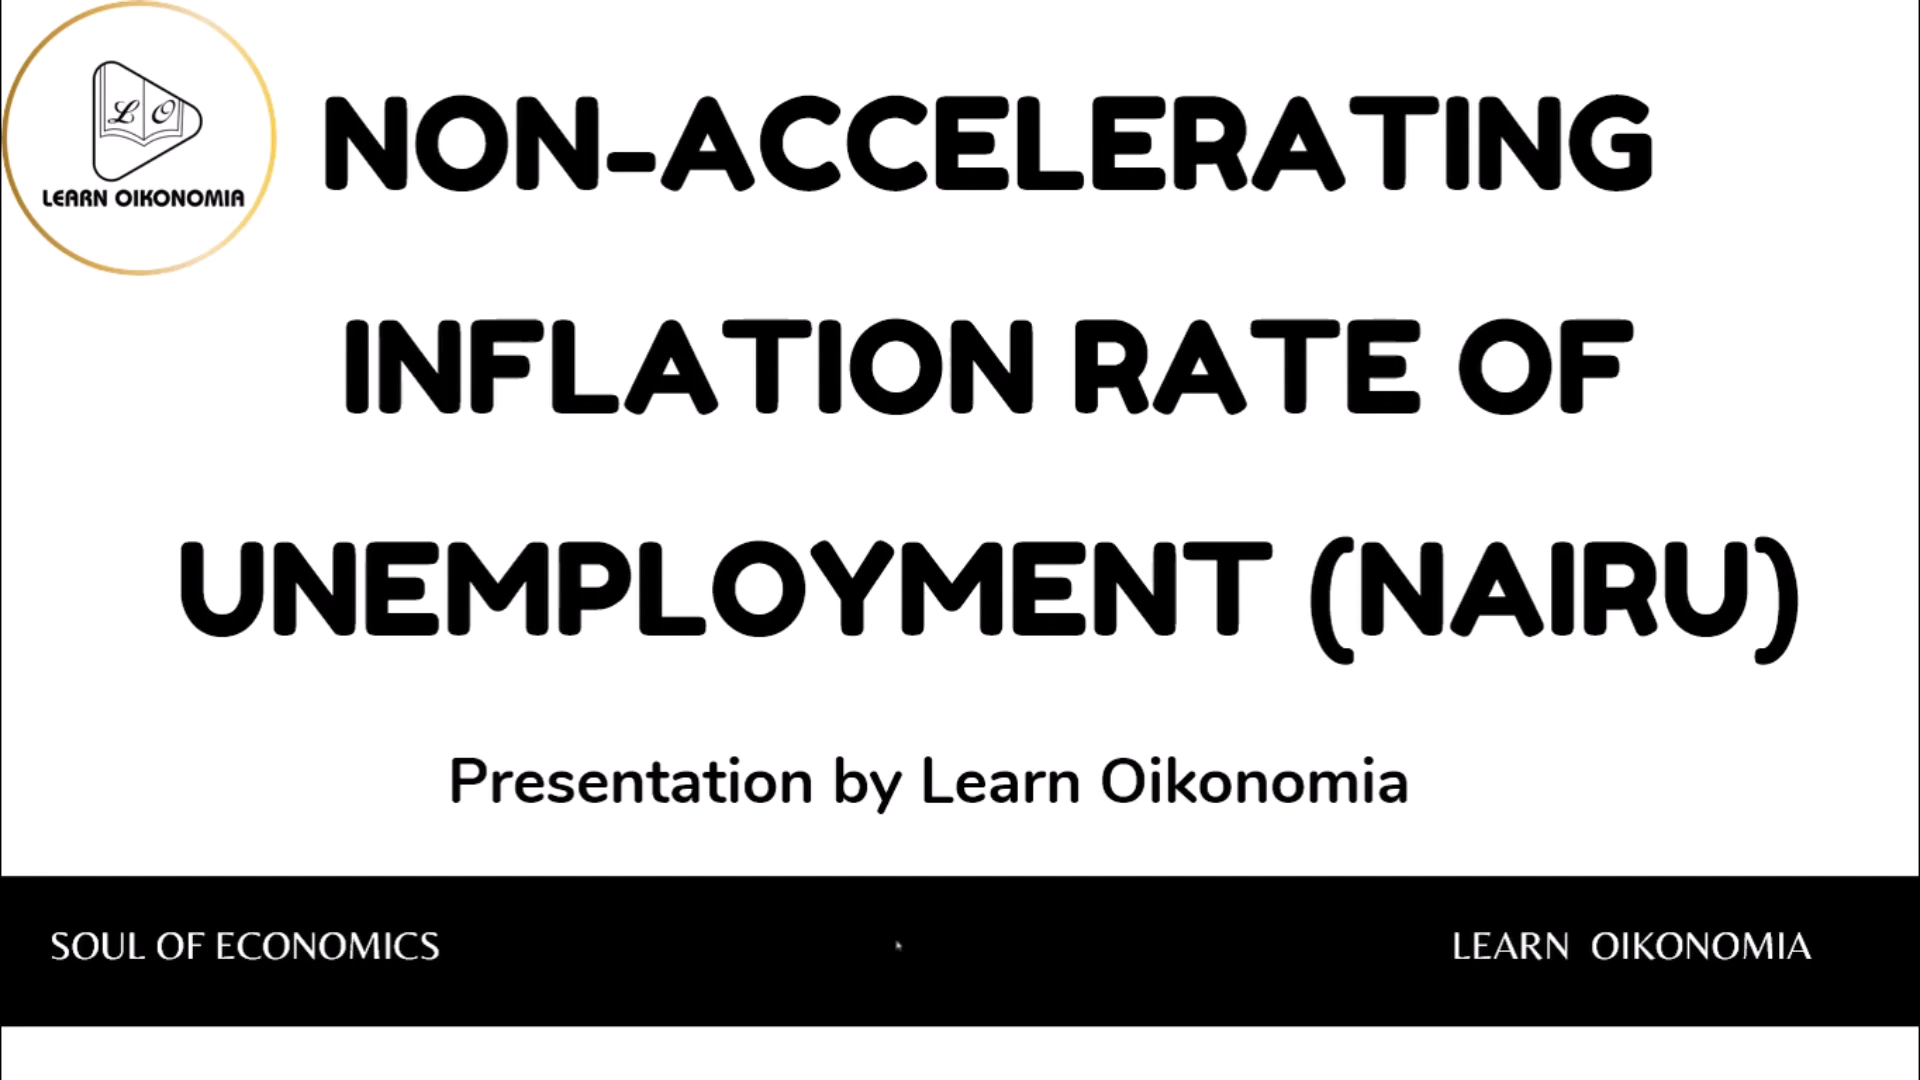 L O
LEARN OIKONOMIA
NON-ACCELERATING
INFLATION RATE OF
UNEMPLOYMENT (NAIRU)
Presentation by Learn Oikonomia
SOUL OF ECONOMICS
LEARN OIKONOMIA